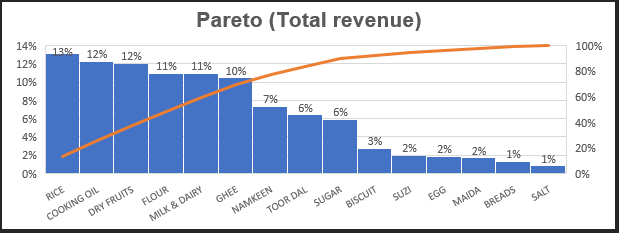 Pareto (Total revenue)
14%
12%
10%
8%
6%
4%
2%
0%
13%
12%
12%
11%
11%
10%
7%
6%
6%
3%
2%
2%
2%
1%
1%
100%
80%
60%
40%
20%
0%
RICE
COOKING OIL
DRY FRUITS
FLOUR
MILK & DAIRY
GHEE
NAMKEEN
TOOR DAL
SUGAR
BISCUIT
SUZI
EGG
MAIDA
BREADS
SALT